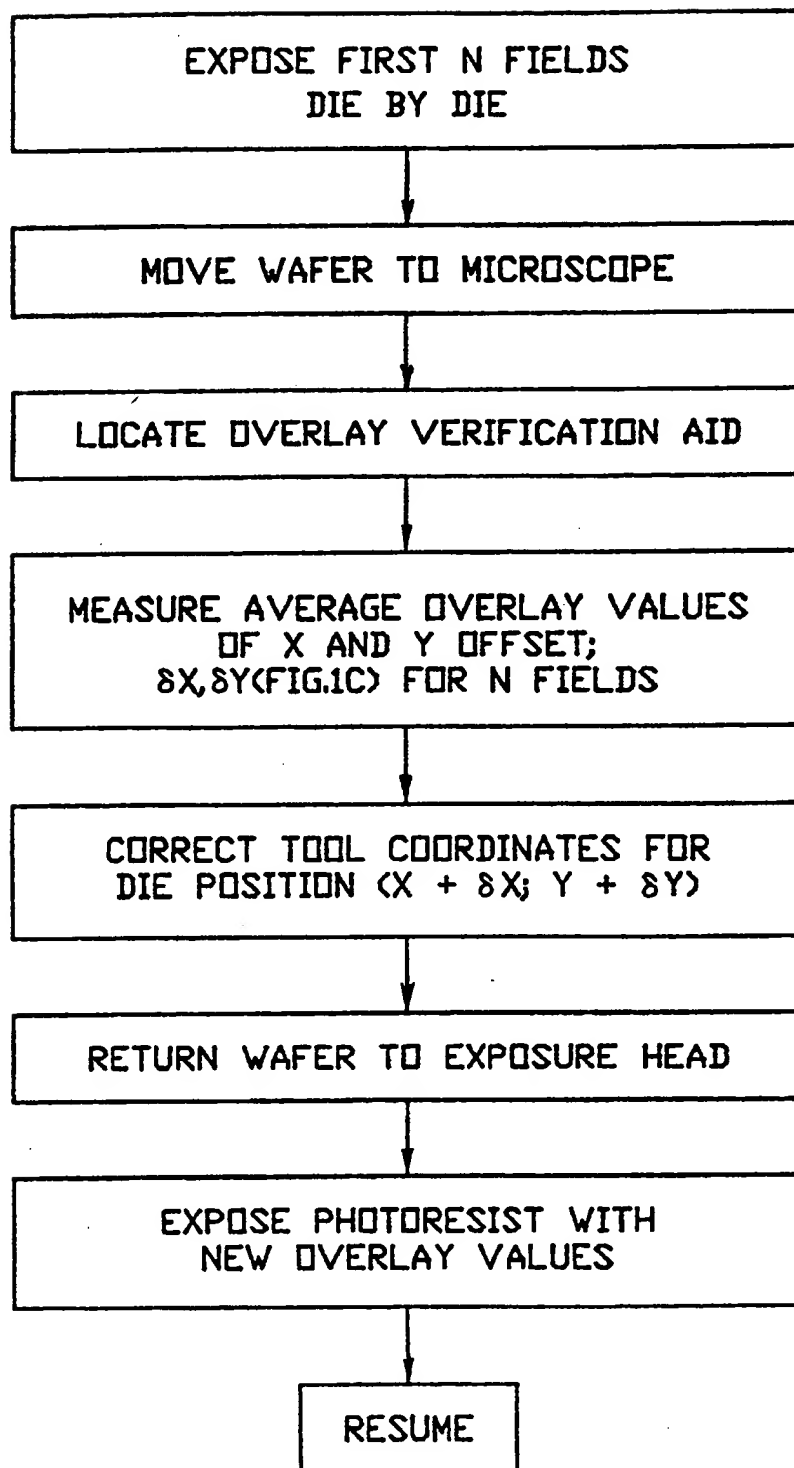 EXPOSE FIRST N FIELDS
DIE BY DIE
MOVE WAFER TO MICROSCOPE
LOCATE OVERLAY VERIFICATION AID
MEASURE AVERAGE OVERLAY VALUES
OF X AND Y OFFSET;
δX,δY(FIG.1C) FOR N FIELDS
CORRECT TOOL COORDINATES FOR
DIE POSITION (X + δX; Y + δY)
RETURN WAFER TO EXPOSURE HEAD
EXPOSE PHOTORESIST WITH
NEW OVERLAY VALUES
RESUME